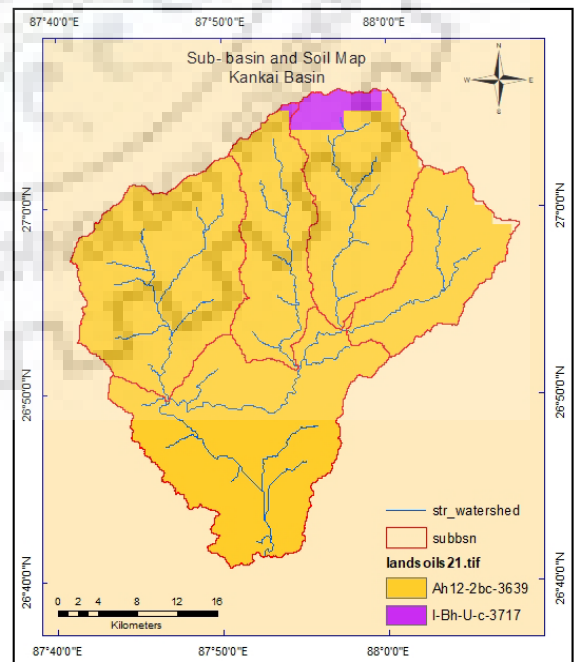 87°40'0"E 87°50'0"E 88°0'0"E
Sub- basin and Soil Map
Kankai Basin
N
W E
S
27°0'0"N 27°0'0"N
26°50'0"N 26°50'0"N
26°40'0"N 26°40'0"N
str_watershed
subbsn
landsoils21.tif
Ah12-2bc-3639
I-Bh-U-c-3717
0 2 4 8 12 16
Kilometers
87°40'0"E 87°50'0"E 88°0'0"E